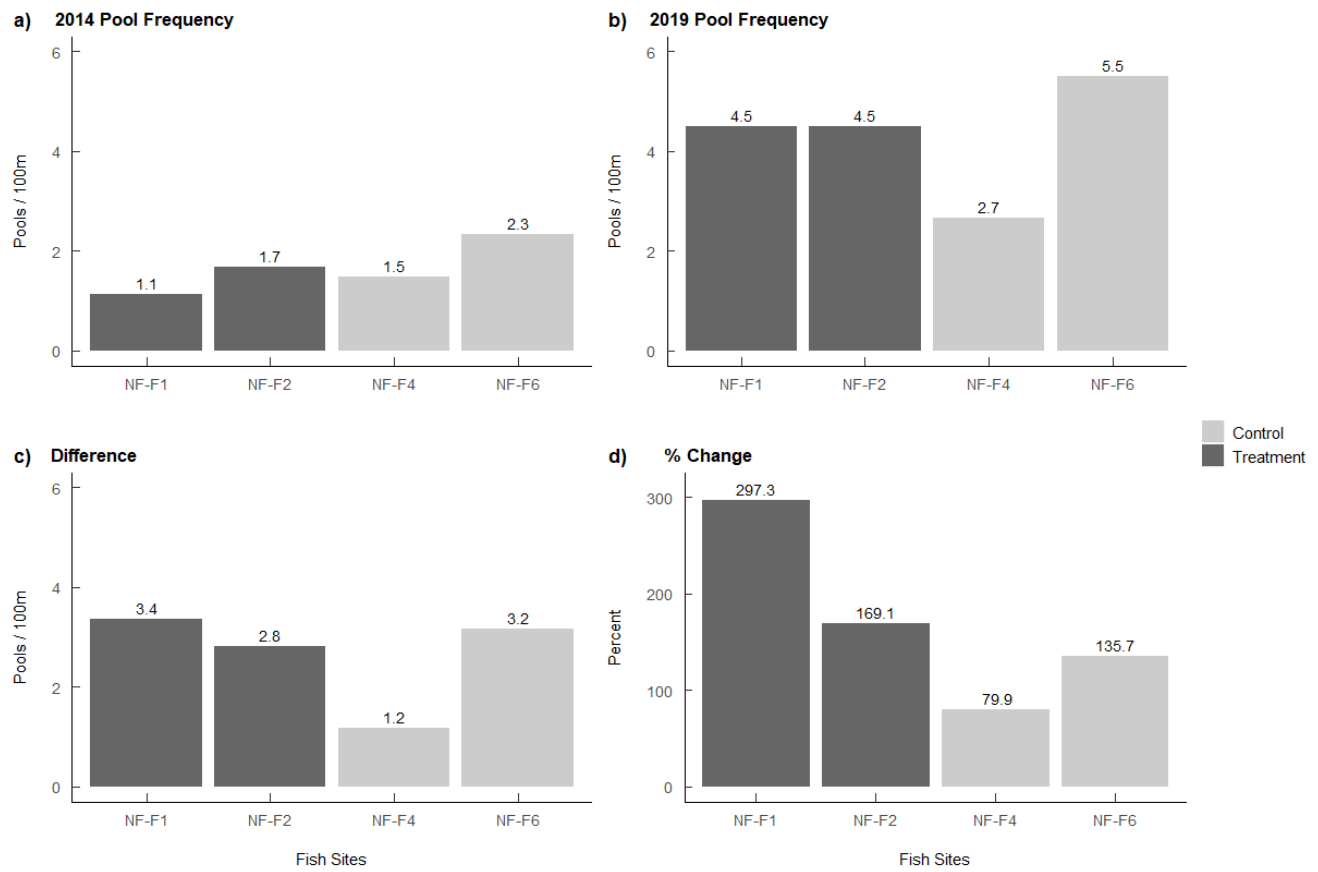 a) 2014 Pool Frequency
6
4
2
0
Pools / 100m
1.1
1.7
1.5
2.3
NF-F1 NF-F2 NF-F4 NF-F6
b) 2019 Pool Frequency
6
4
2
0
Pools / 100m
4.5
4.5
2.7
5.5
NF-F1 NF-F2 NF-F4 NF-F6
Control
Treatment
c) Difference
6
4
2
0
Pools / 100m
3.4
2.8
1.2
3.2
NF-F1 NF-F2 NF-F4 NF-F6
Fish Sites
d) % Change
300
200
100
0
Percent
297.3
169.1
79.9
135.7
NF-F1 NF-F2 NF-F4 NF-F6
Fish Sites